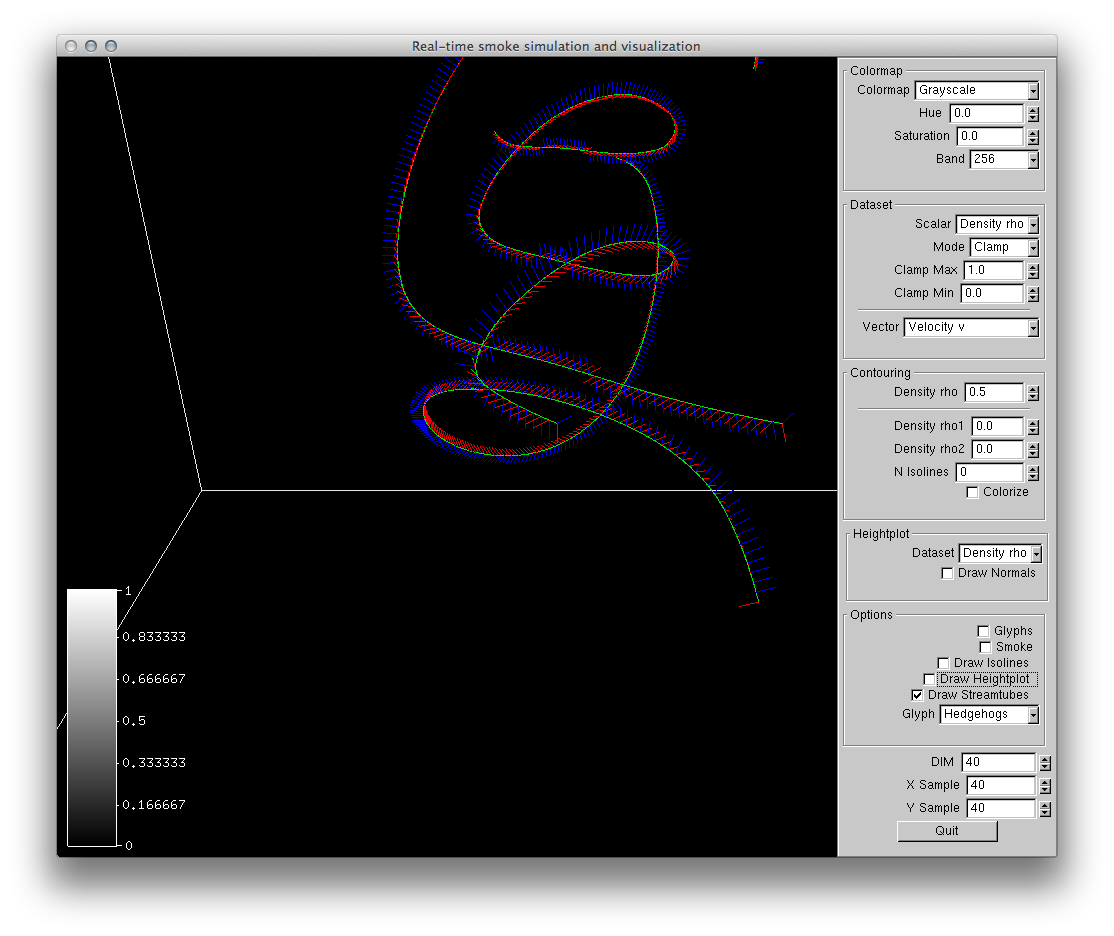 Real-time smoke simulation and visualization
Colormap
Colormap Grayscale
Hue 0.0
Saturation 0.0
Band 256
Dataset
Scalar Density rho
Mode Clamp
Clamp Max 1.0
Clamp Min 0.0
Vector Velocity v
Contouring
Density rho 0.5
Density rho1 0.0
Density rho2 0.0
N Isolines 0
Colorize
Heightplot
Dataset Density rho
Draw Normals
Options
Glyphs
Smoke
Draw Isolines
Draw Heightplot
Draw Streamtubes
Glyph Hedgehogs
DIM 40
X Sample 40
Y Sample 40
Quit
1
0.833333
0.666667
0.5
0.333333
0.166667
0